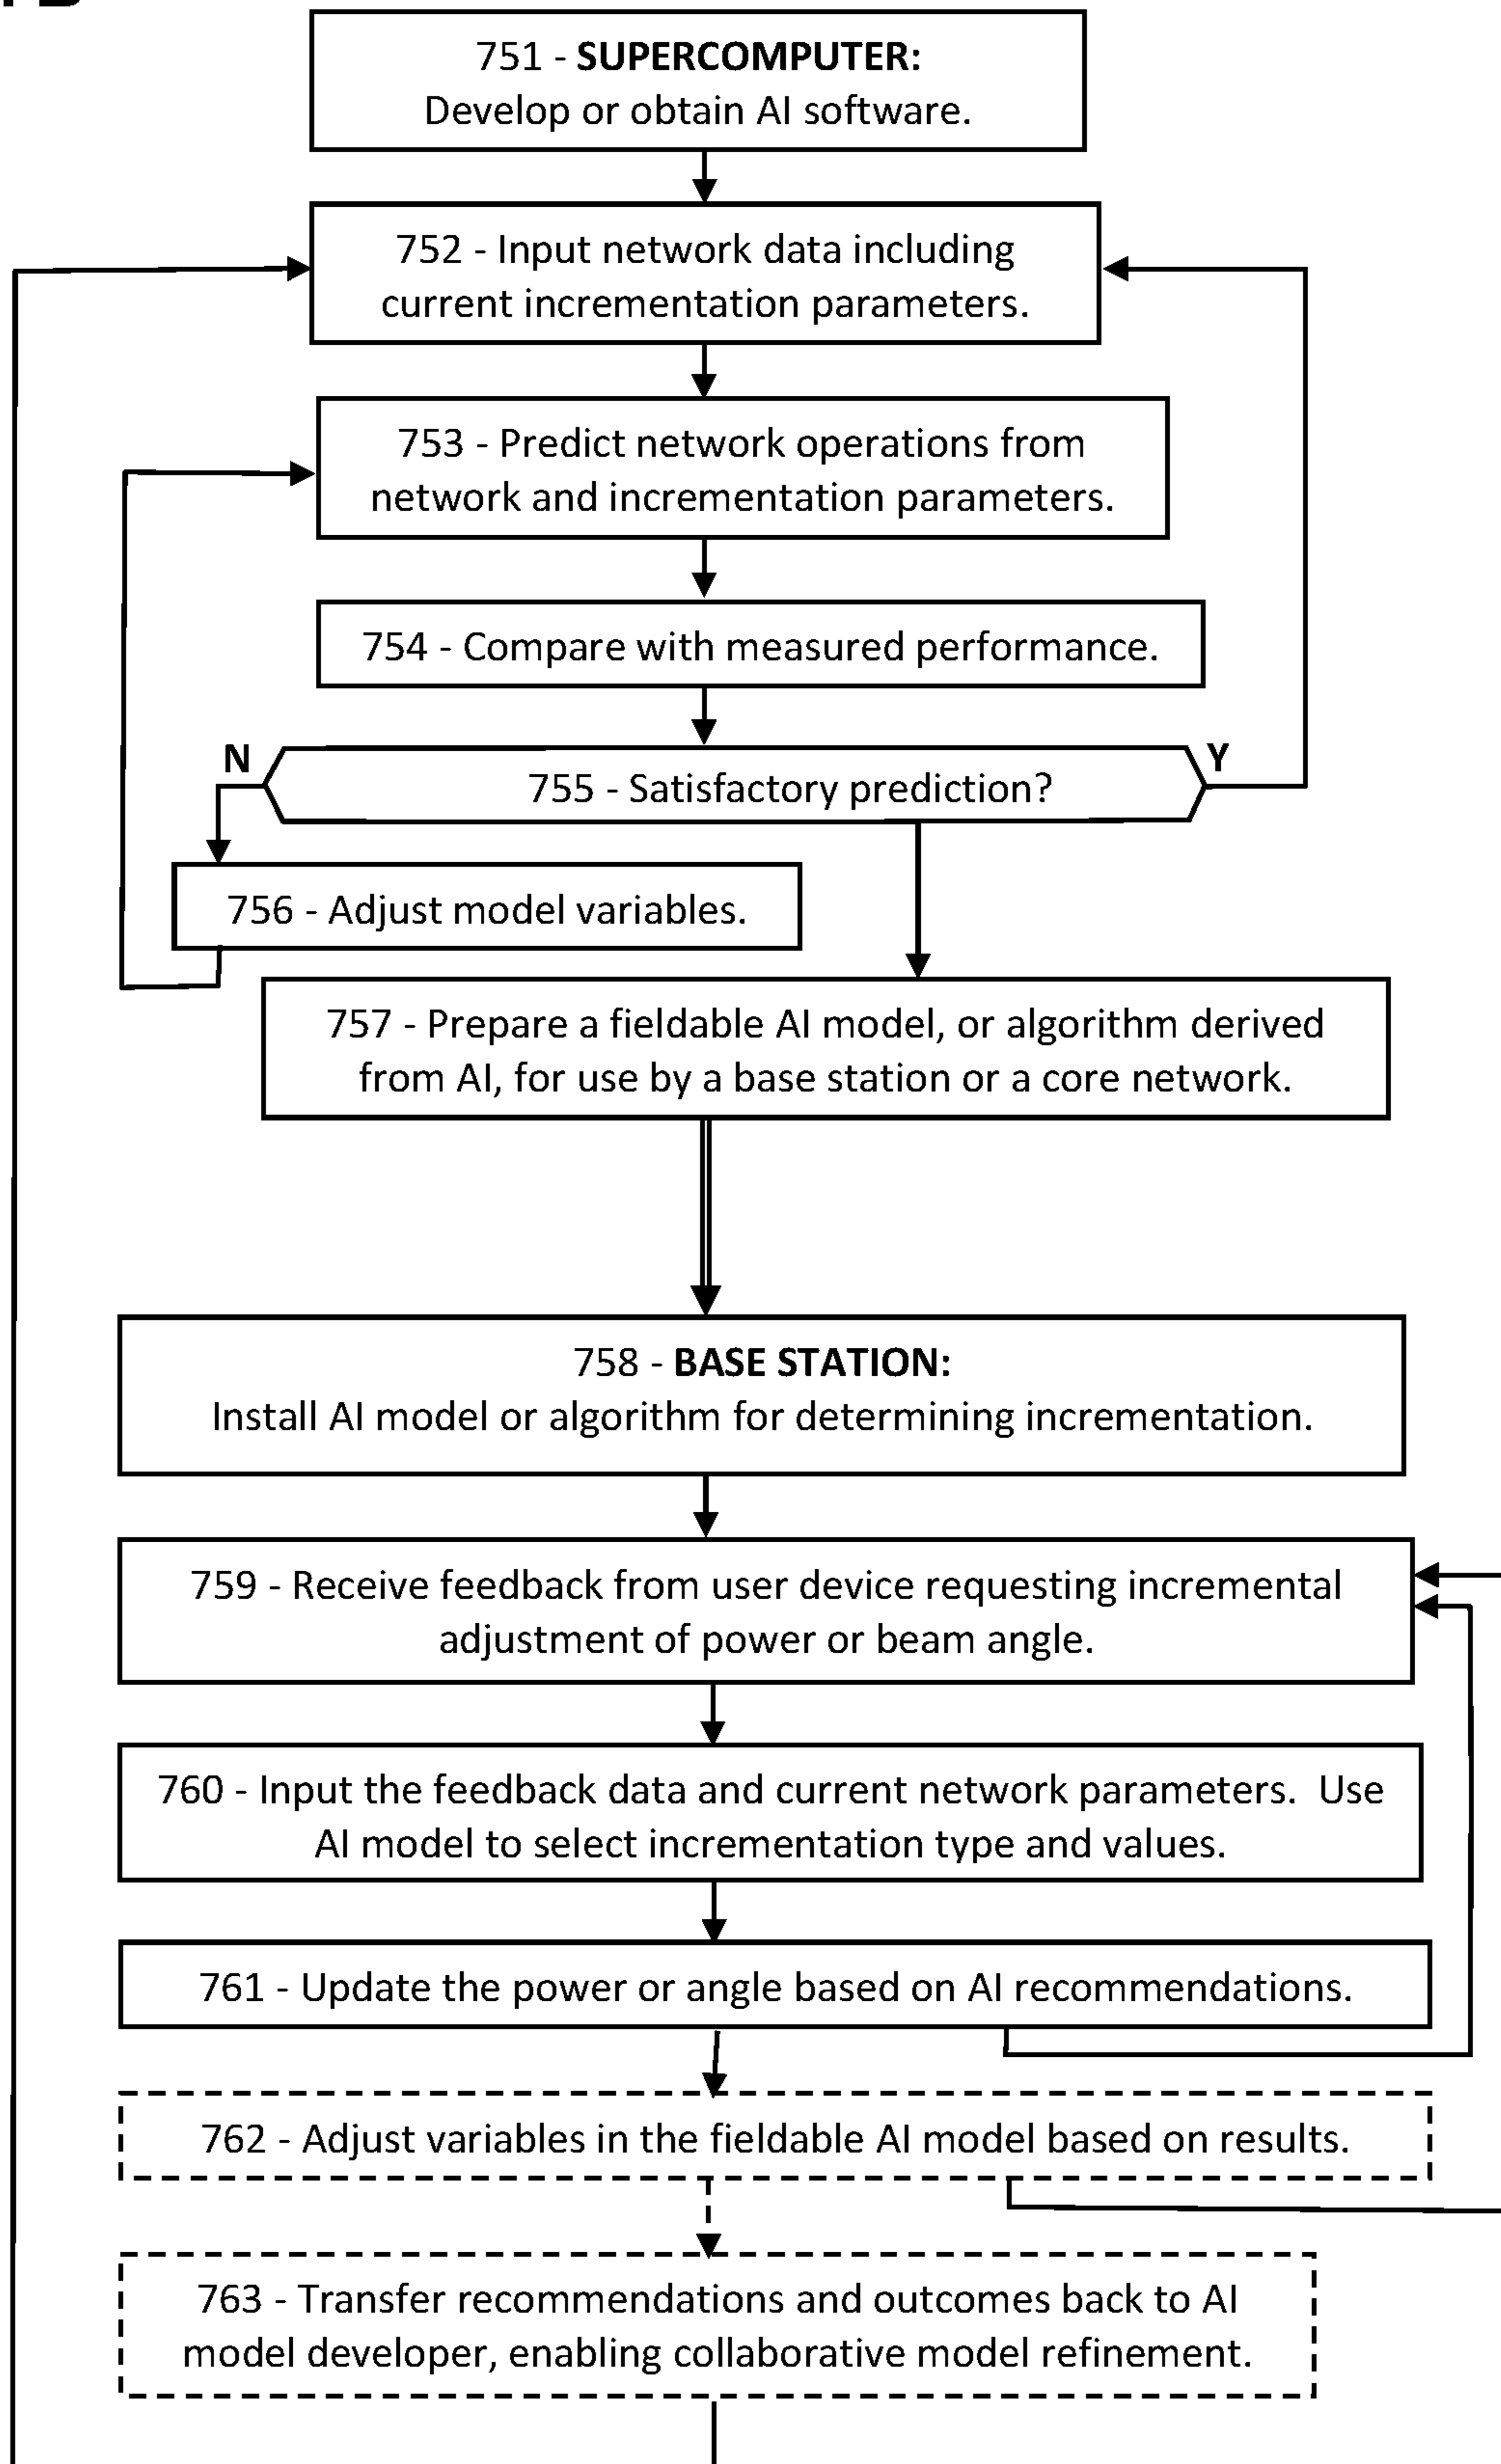 751 - SUPERCOMPUTER:
Develop or obtain AI software.
752 - Input network data including
current incrementation parameters.
753 - Predict network operations from
network and incrementation parameters.
754 - Compare with measured performance.
N
Y
755 - Satisfactory prediction?
756 - Adjust model variables.
757 - Prepare a fieldable AI model, or algorithm derived
from AI, for use by a base station or a core network.
758 - BASE STATION:
Install AI model or algorithm for determining incrementation.
759 - Receive feedback from user device requesting incremental
adjustment of power or beam angle.
760 - Input the feedback data and current network parameters.  Use
AI model to select incrementation type and values.
761 - Update the power or angle based on AI recommendations.
762 - Adjust variables in the fieldable AI model based on results.
763 - Transfer recommendations and outcomes back to AI
model developer, enabling collaborative model refinement.